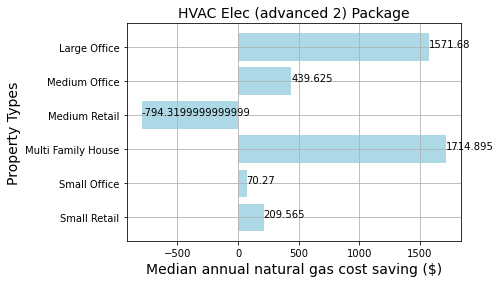 HVAC Elec (advanced 2) Package
Property Types
Large Office
1571.68
Medium Office
439.625
Medium Retail
-794.3199999999999
Multi Family House
1714.895
Small Office
70.27
Small Retail
209.565
−500 0 500 1000 1500
Median annual natural gas cost saving ($)